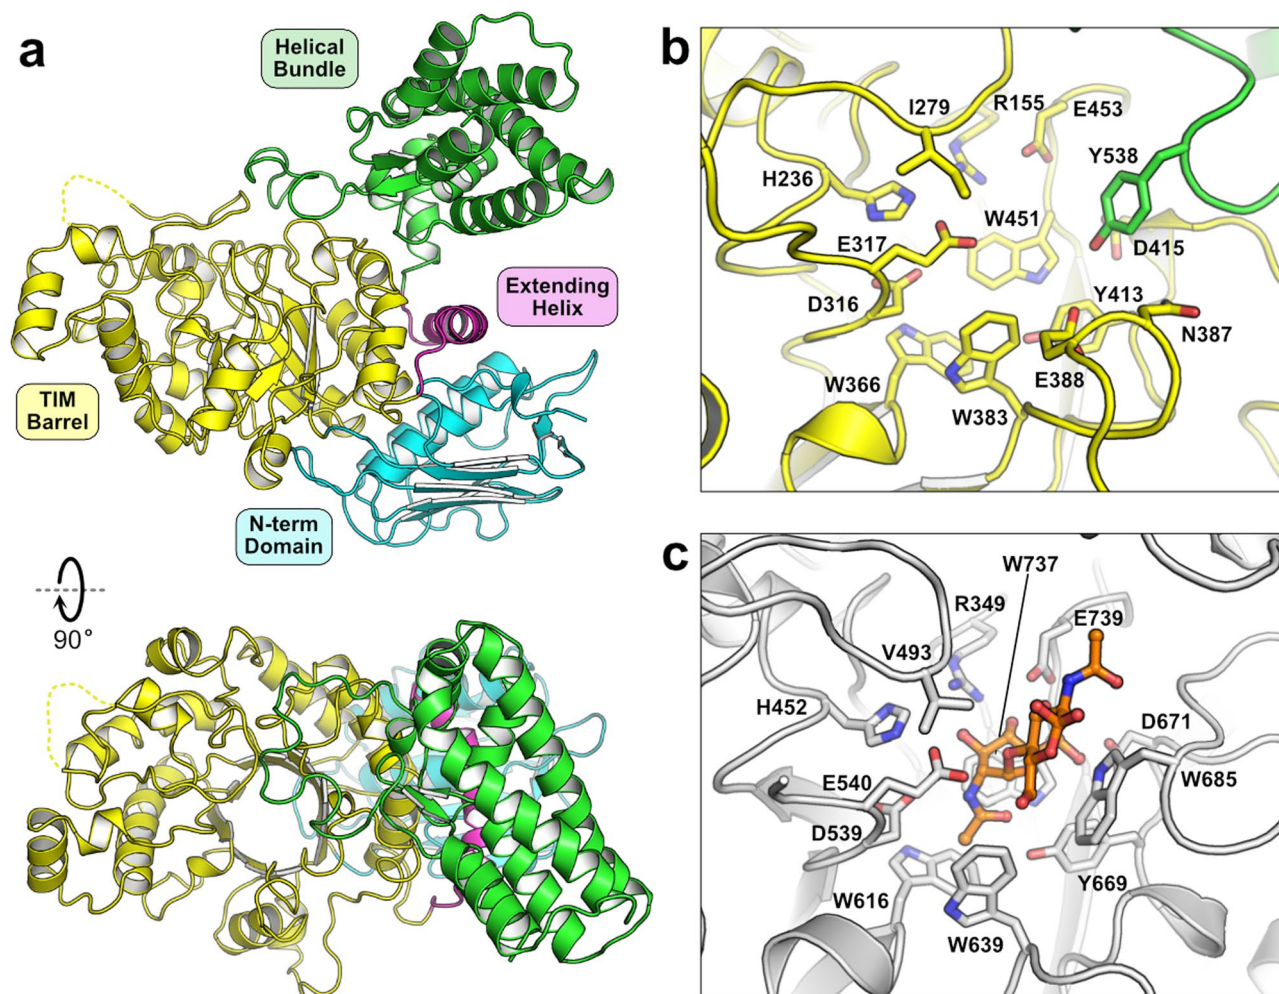 a
Helical
Bundle
Extending
Helix
TIM
Barrel
N-term
Domain
90°
b
I279
R155
E453
Y538
H236
W451
E317
D415
D316
Y413
N387
W366
E388
W383
c
W737
R349
E739
V493
H452
D671
E540
W685
D539
Y669
W616
W639